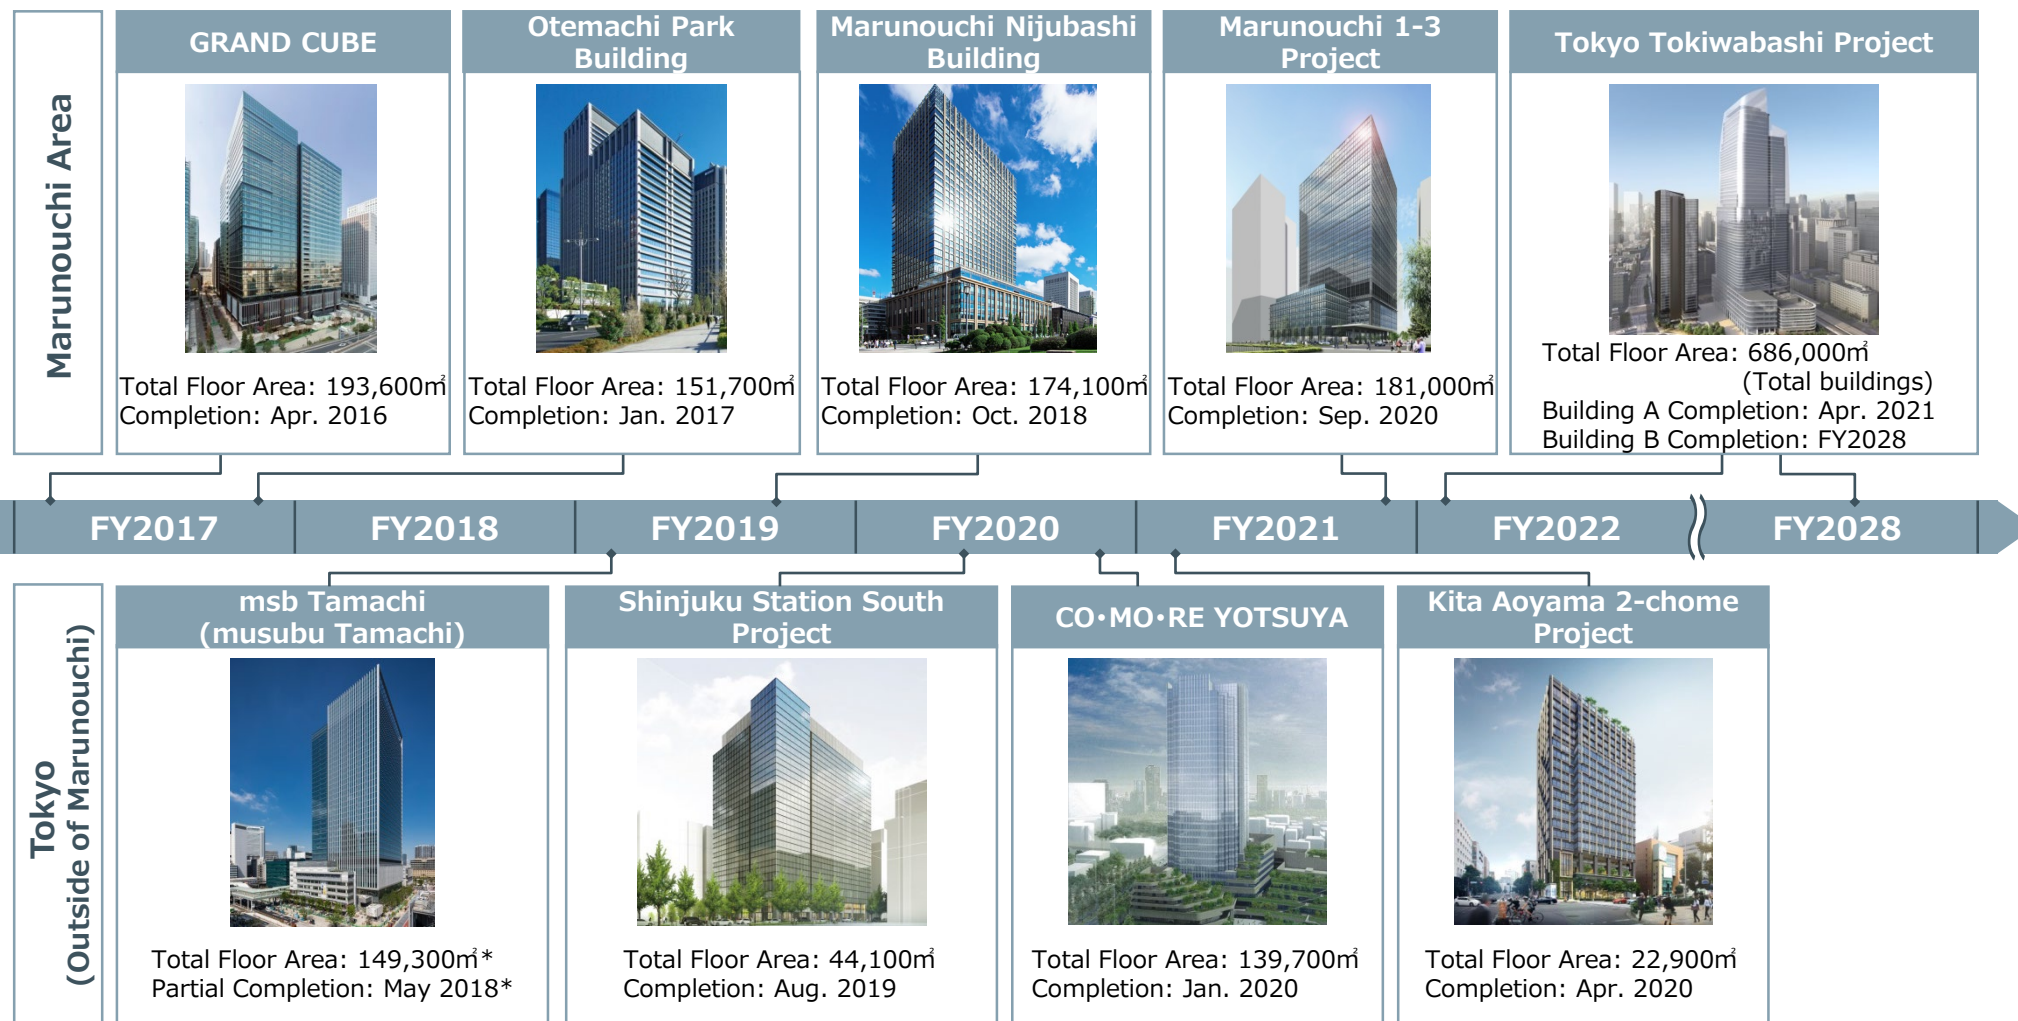 Marunouchi Area
GRAND CUBE
Total Floor Area: 193,600㎡
Completion: Apr. 2016
Otemachi Park
Building
Total Floor Area: 151,700㎡
Completion: Jan. 2017
Marunouchi Nijubashi
Building
Total Floor Area: 174,100㎡
Completion: Oct. 2018
Marunouchi 1-3
Project
Total Floor Area: 181,000㎡
Completion: Sep. 2020
Tokyo Tokiwabashi Project
Total Floor Area: 686,000㎡
(Total buildings)
Building A Completion: Apr. 2021
Building B Completion: FY2028
FY2017
FY2018
FY2019
FY2020
FY2021
FY2022
FY2028
Tokyo
(Outside of Marunouchi)
msb Tamachi
(musubu Tamachi)
Total Floor Area: 149,300㎡*
Partial Completion: May 2018*
Shinjuku Station South
Project
Total Floor Area: 44,100㎡
Completion: Aug. 2019
CO・MO・RE YOTSUYA
Total Floor Area: 139,700㎡
Completion: Jan. 2020
Kita Aoyama 2-chome
Project
Total Floor Area: 22,900㎡
Completion: Apr. 2020